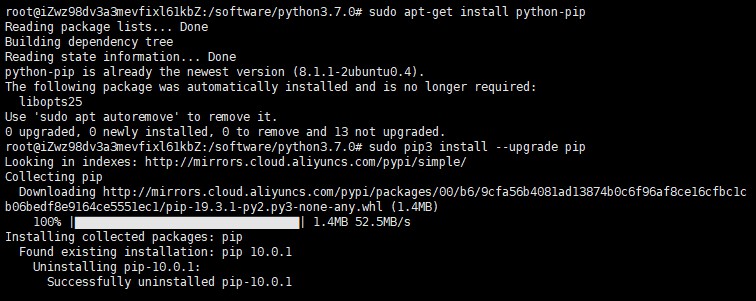 root@iZwz98dv3a3mevfixl61kbZ:/software/python3.7.0# sudo apt-get install python-pip
Reading package lists... Done
Building dependency tree
Reading state information... Done
python-pip is already the newest version (8.1.1-2ubuntu0.4).
The following package was automatically installed and is no longer required:
  libopts25
Use 'sudo apt autoremove' to remove it.
0 upgraded, 0 newly installed, 0 to remove and 13 not upgraded.
root@iZwz98dv3a3mevfixl61kbZ:/software/python3.7.0# sudo pip3 install --upgrade pip
Looking in indexes: http://mirrors.cloud.aliyuncs.com/pypi/simple/
Collecting pip
  Downloading http://mirrors.cloud.aliyuncs.com/pypi/packages/00/b6/9cfa56b4081ad13874b0c6f96af8ce16cfbc1c
b06bedf8e9164ce5551ec1/pip-19.3.1-py2.py3-none-any.whl (1.4MB)
    100% || 1.4MB 52.5MB/s
Installing collected packages: pip
  Found existing installation: pip 10.0.1
    Uninstalling pip-10.0.1:
      Successfully uninstalled pip-10.0.1